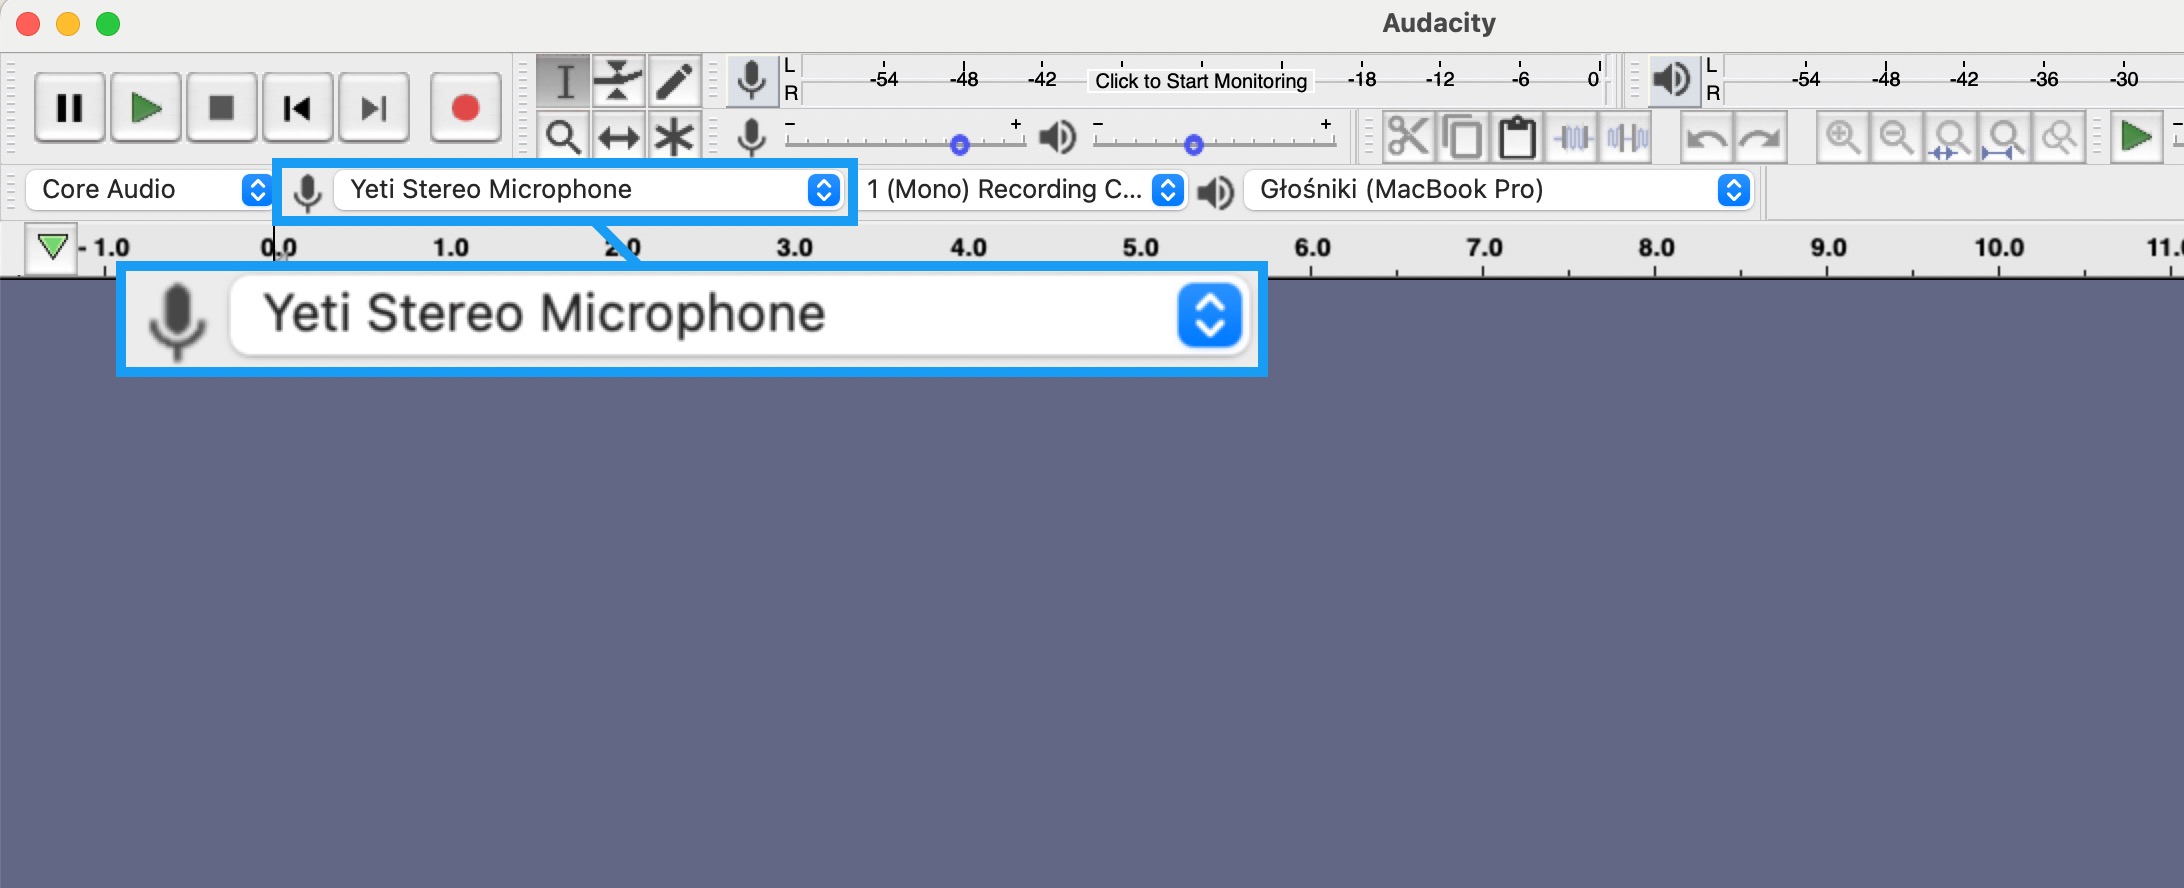 Audacity
L -54 -48 -42 Click to Start Monitoring -18 -12 -6 0 L -54 -48 -42 -36 -30
R R
- + - +
Core Audio Yeti Stereo Microphone 1 (Mono) Recording C... Głośniki (MacBook Pro)
- 1.0 0.0 1.0 2.0 3.0 4.0 5.0 6.0 7.0 8.0 9.0 10.0 11.0
Yeti Stereo Microphone